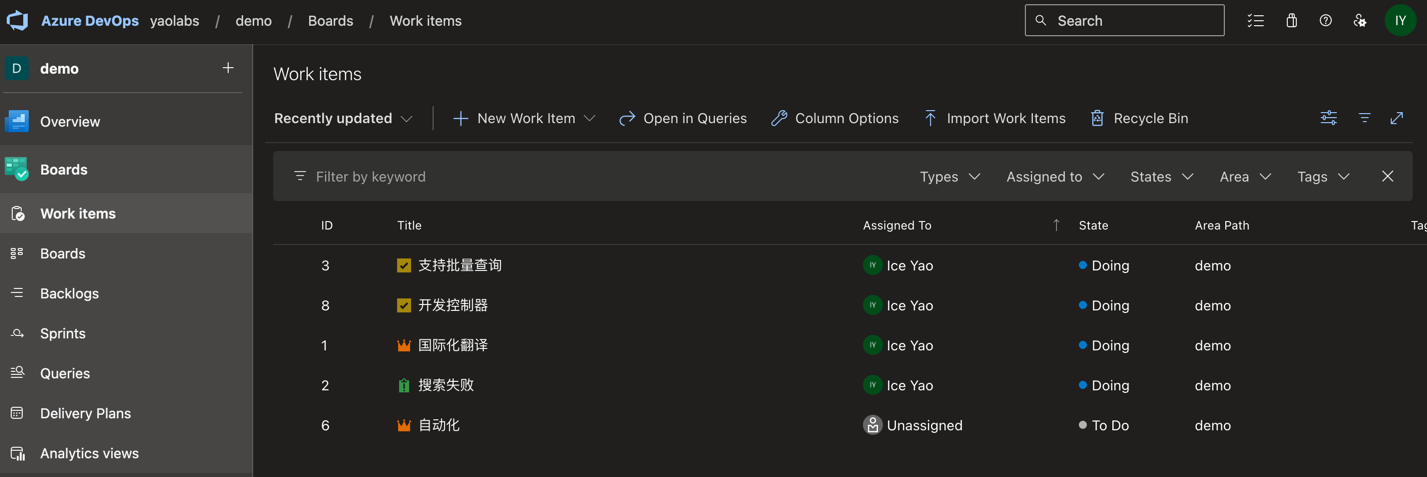 Azure DevOps yaolabs / demo / Boards / Work items Search IY
D demo
Work items
Overview
Recently updated New Work Item Open in Queries Column Options Import Work Items Recycle Bin
Boards
Filter by keyword Types Assigned to States Area Tags
Work items
ID Title Assigned To State Area Path Tag
Boards
3 支持批量查询 IY Ice Yao Doing demo
Backlogs
8 开发控制器 IY Ice Yao Doing demo
Sprints
1 国际化翻译 IY Ice Yao Doing demo
Queries
2 搜索失败 IY Ice Yao Doing demo
Delivery Plans
6 自动化 Unassigned To Do demo
Analytics views